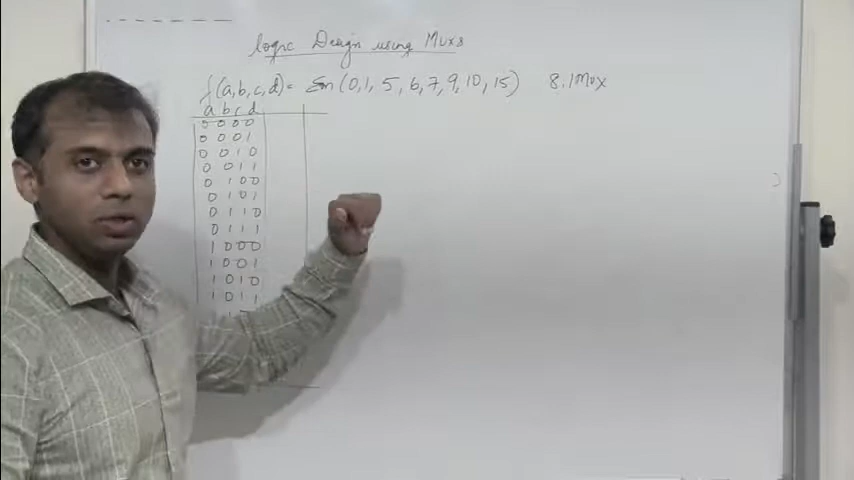 Logic Design using Muxs
f(a,b,c,d) = Σm(0,1,5,6,7,9,10,15) 8:1 Mux
a b c d
0 0 0 0
0 0 0 1
0 0 1 0
0 0 1 1
0 1 0 0
0 1 0 1
0 1 1 0
0 1 1 1
1 0 0 0
1 0 0 1
1 0 1 0
1 0 1 1